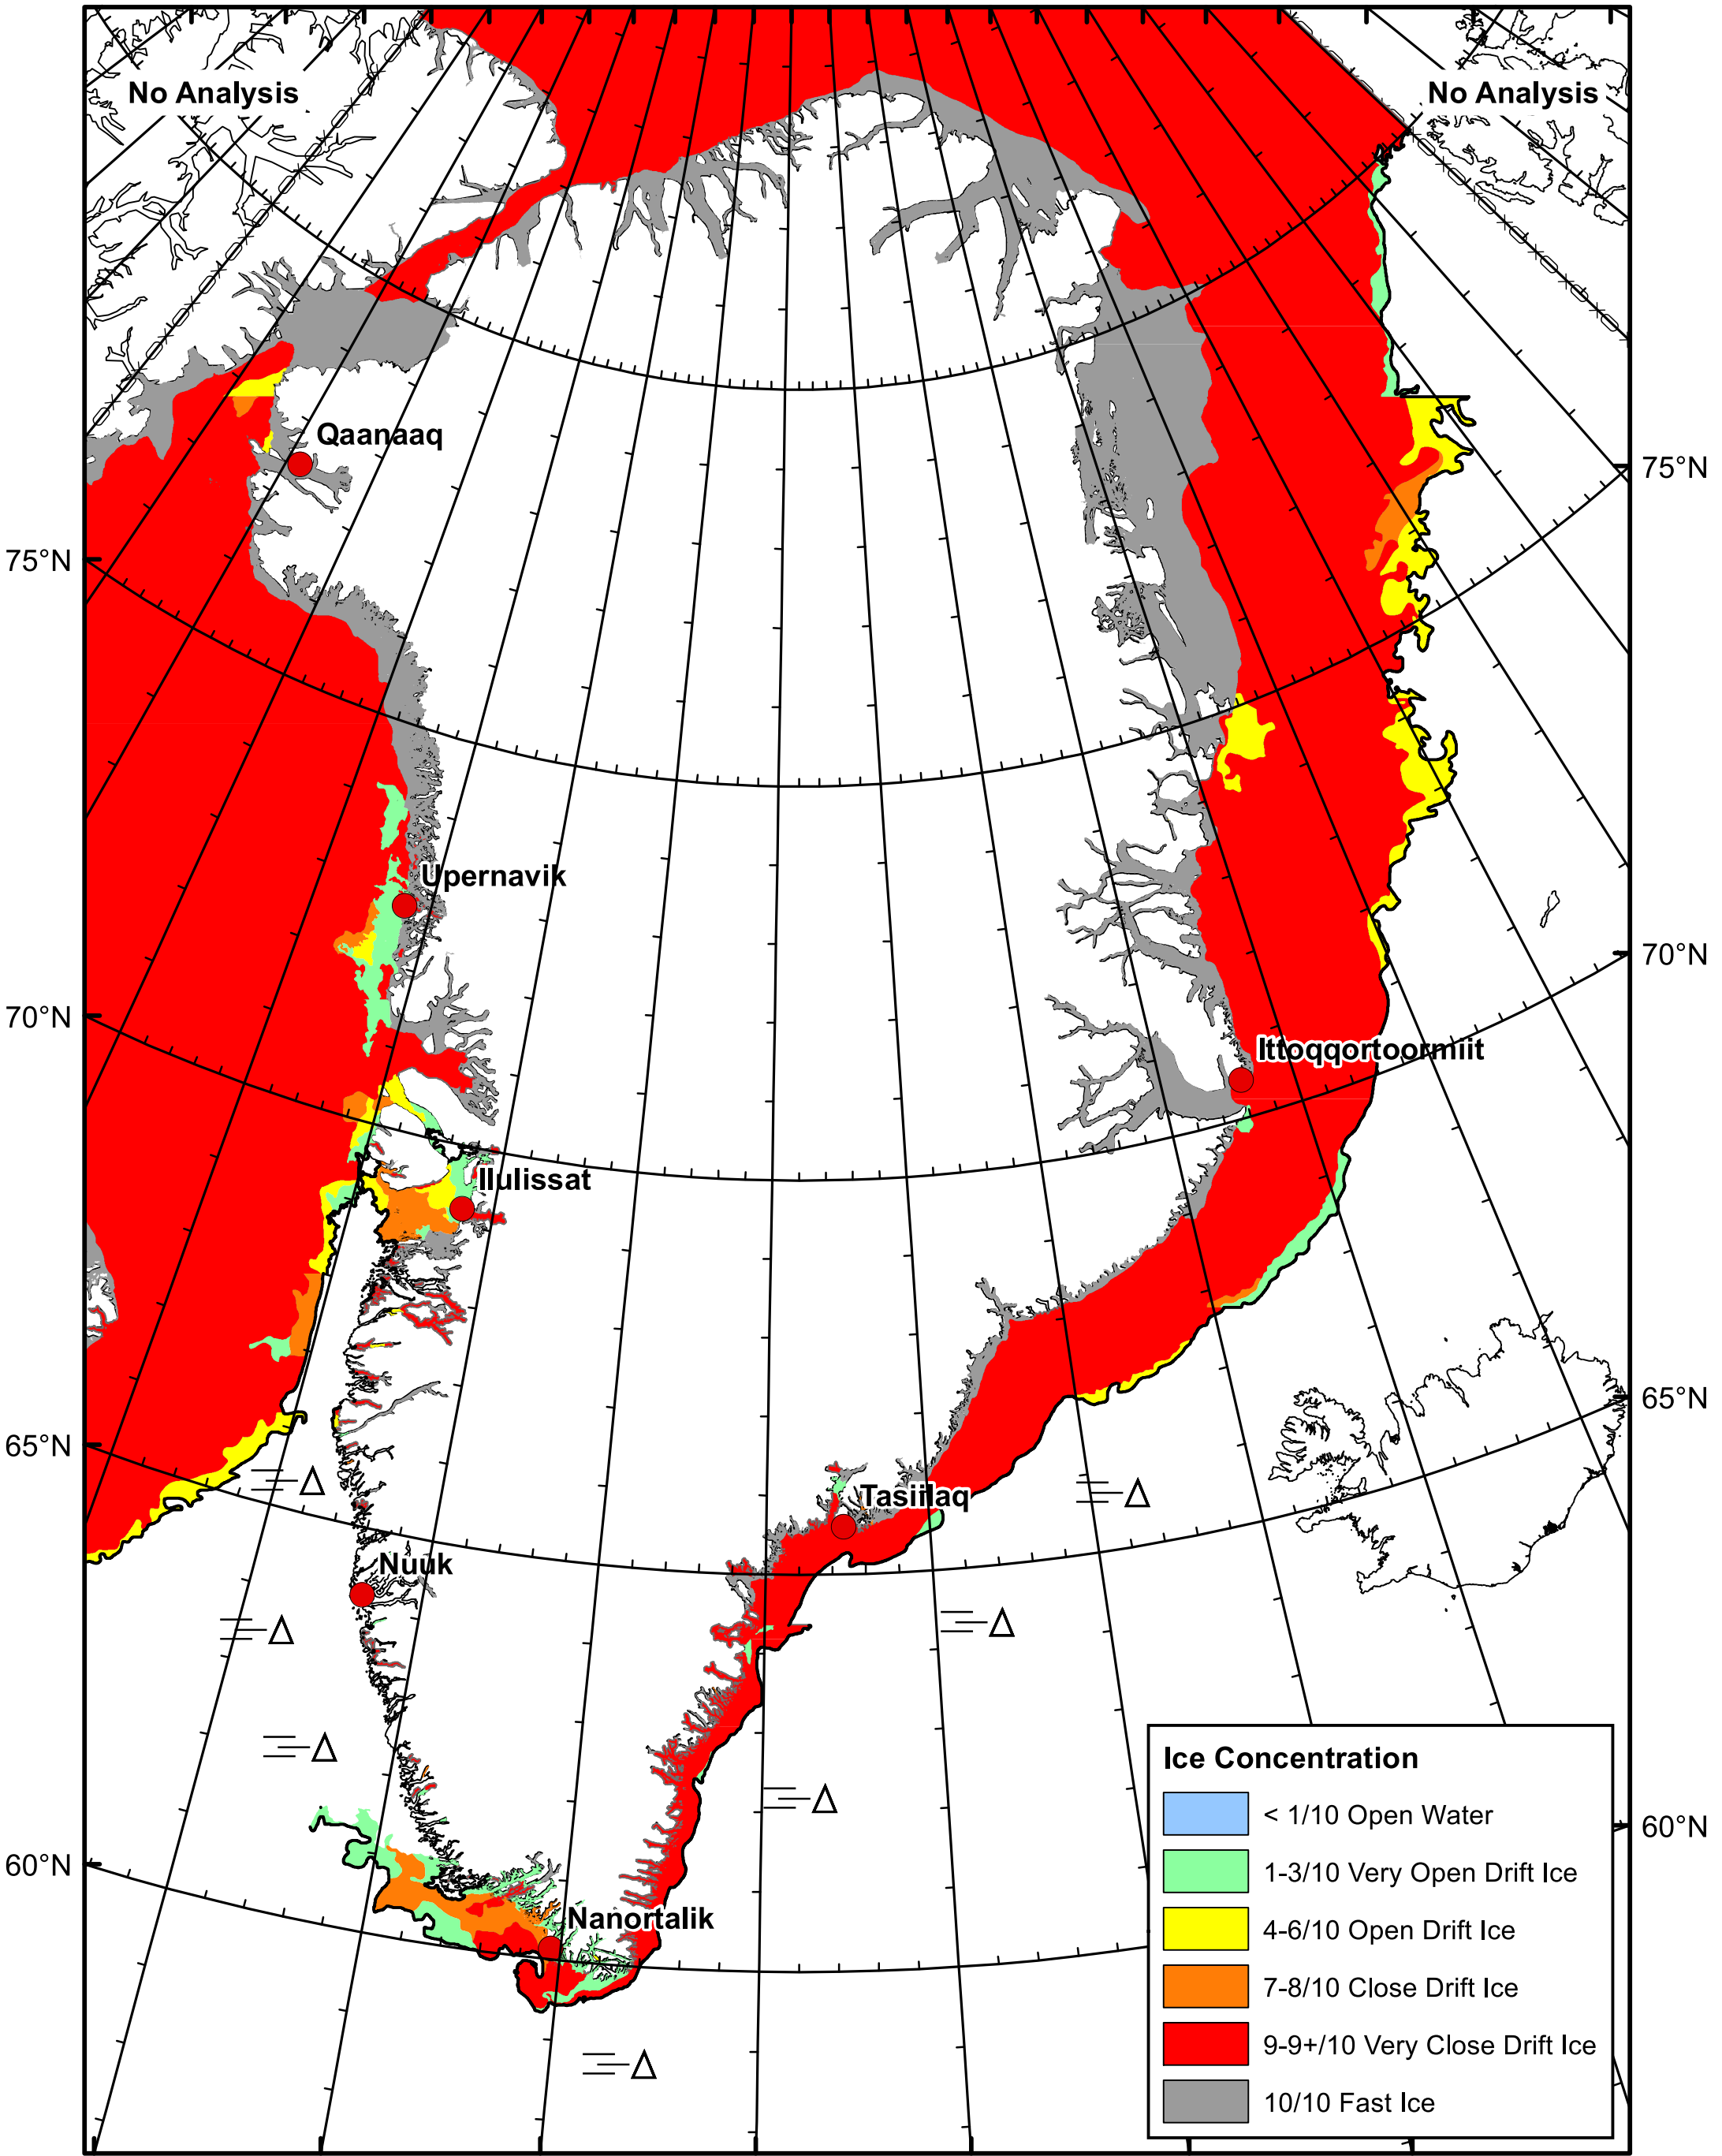 No Analysis
No Analysis
Qaanaaq
75°N
75°N
Upernavik
70°N
70°N
Ittoqqortoormiit
Ilulissat
65°N
65°N
Tasiilaq
Nuuk
Ice Concentration
< 1/10 Open Water
60°N
60°N
1-3/10 Very Open Drift Ice
Nanortalik
4-6/10 Open Drift Ice
7-8/10 Close Drift Ice
9-9+/10 Very Close Drift Ice
10/10 Fast Ice